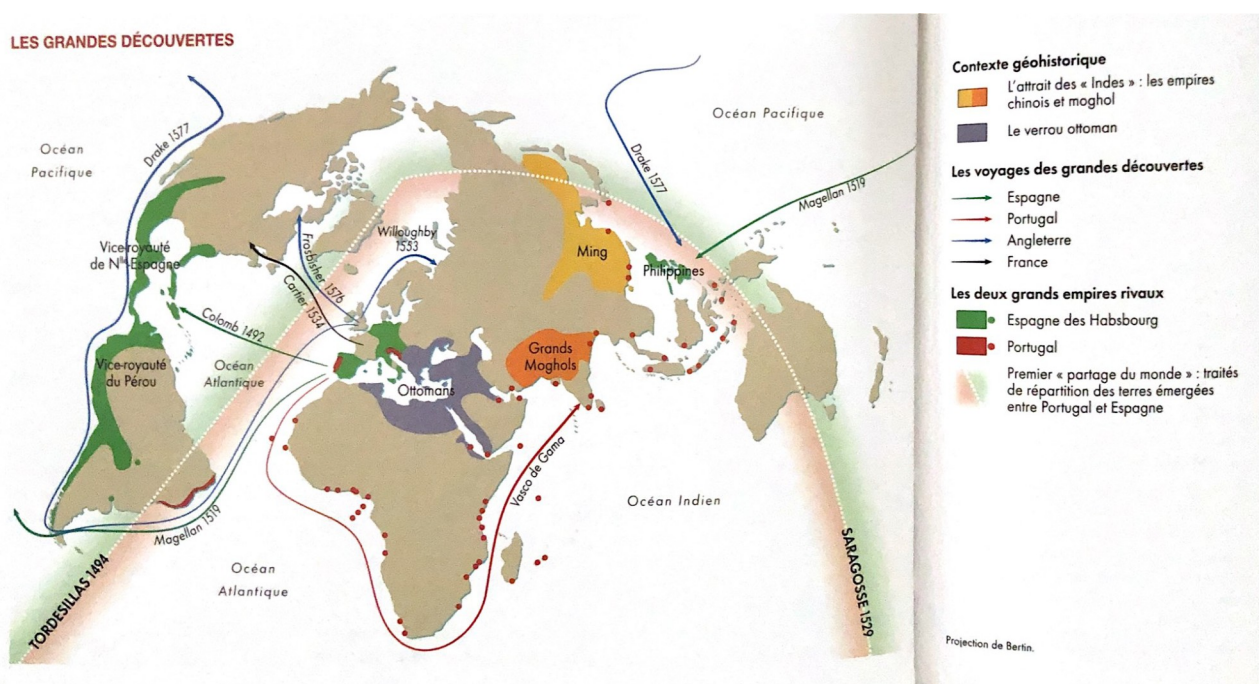 LES GRANDES DÉCOUVERTES
Océan
Pacifique
Drake 1577
Vice-royauté
de Nlle-Espagne
Vice-royauté
du Pérou
Colomb 1492
Océan
Atlantique
Cartier 1534
Frosbisher 1576
Willoughby
1553
Ottomans
Grands
Moghols
Ming
Philippines
Drake 1577
Océan Pacifique
Magellan 1519
Vasco de Gama
Océan Indien
Magellan 1519
Océan
Atlantique
TORDESILLAS 1494
SARAGOSSE 1529
Contexte géohistorique
L'attrait des « Indes » : les empires
chinois et moghol
Le verrou ottoman
Les voyages des grandes découvertes
Espagne
Portugal
Angleterre
France
Les deux grands empires rivaux
Espagne des Habsbourg
Portugal
Premier « partage du monde » : traités
de répartition des terres émergées
entre Portugal et Espagne
Projection de Bertin.